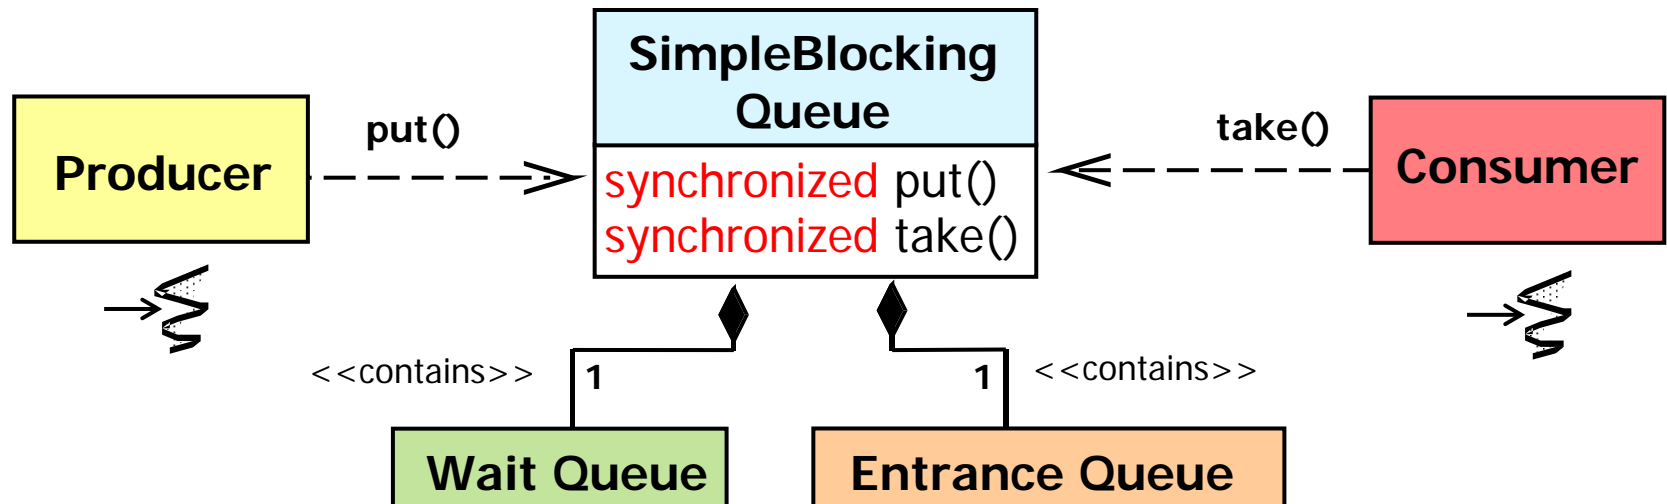 SimpleBlocking
Queue
Producer
put()
synchronized put()
synchronized take()
take()
Consumer
<<contains>>
1
1
<<contains>>
Wait Queue
Entrance Queue